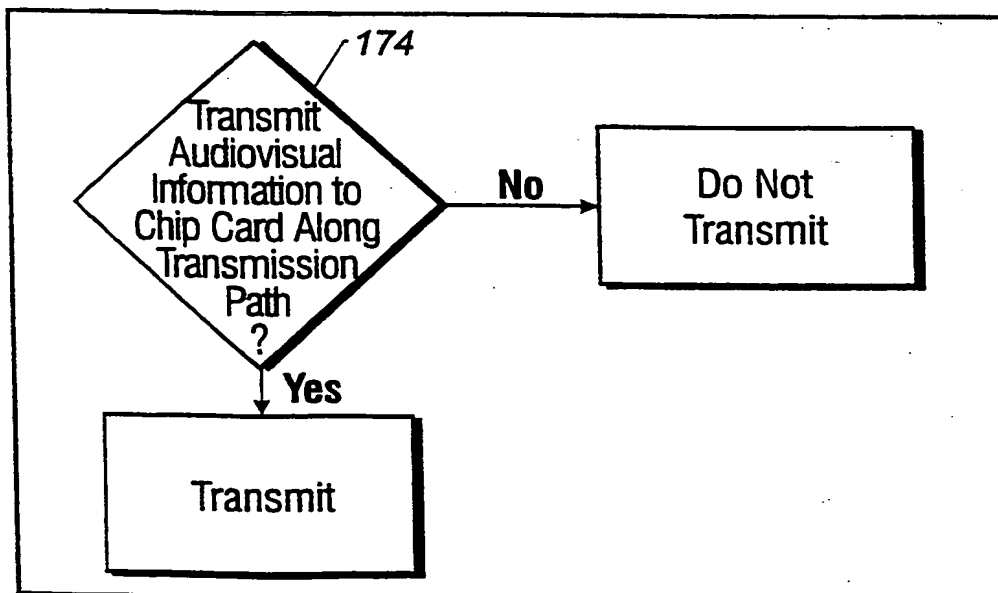 174
Transmit
Audiovisual
Information to
Chip Card Along
Transmission
Path
?
No
Do Not
Transmit
Yes
Transmit